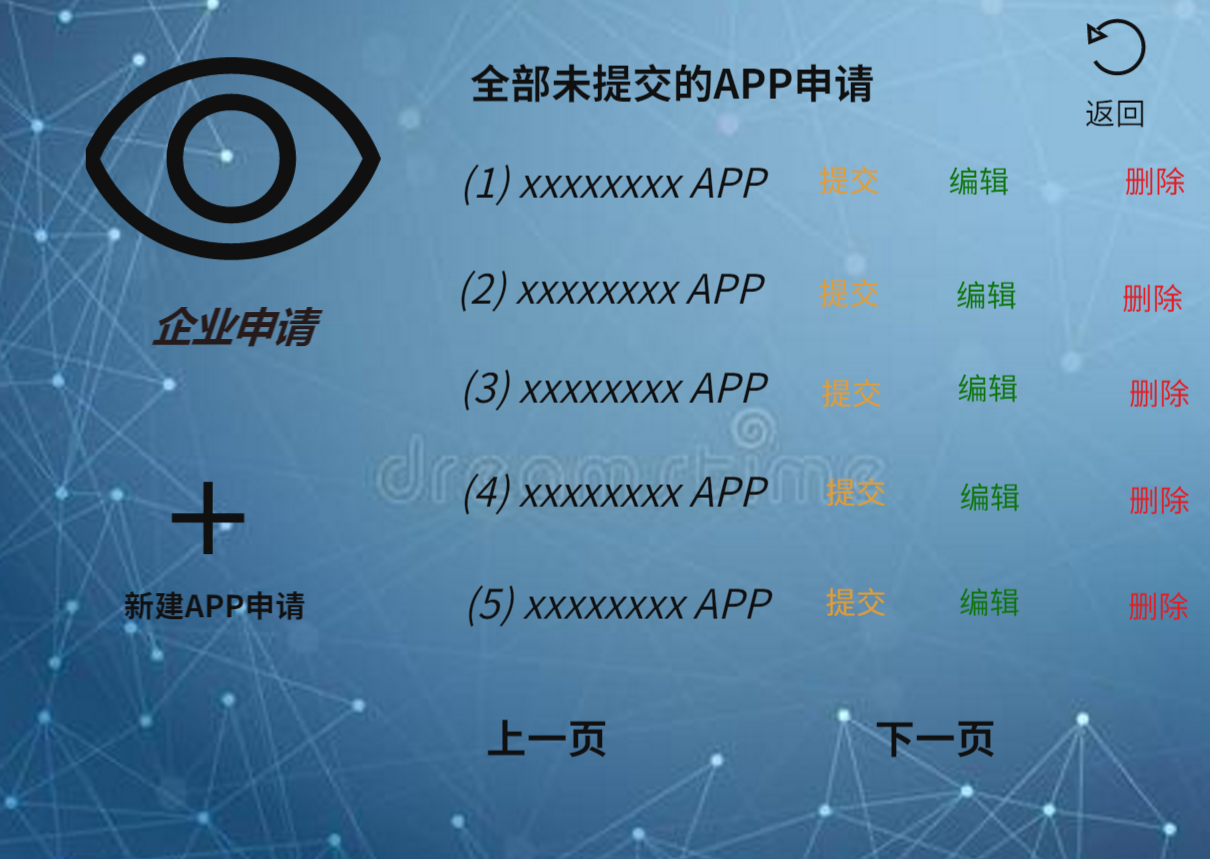 全部未提交的APP申请
返回
(1) xxxxxxxx APP 提交 编辑 删除
(2) xxxxxxxx APP 提交 编辑 删除
企业申请
(3) xxxxxxxx APP 提交 编辑 删除
dreamstime
(4) xxxxxxxx APP 提交 编辑 删除
新建APP申请
(5) xxxxxxxx APP 提交 编辑 删除
上一页 下一页